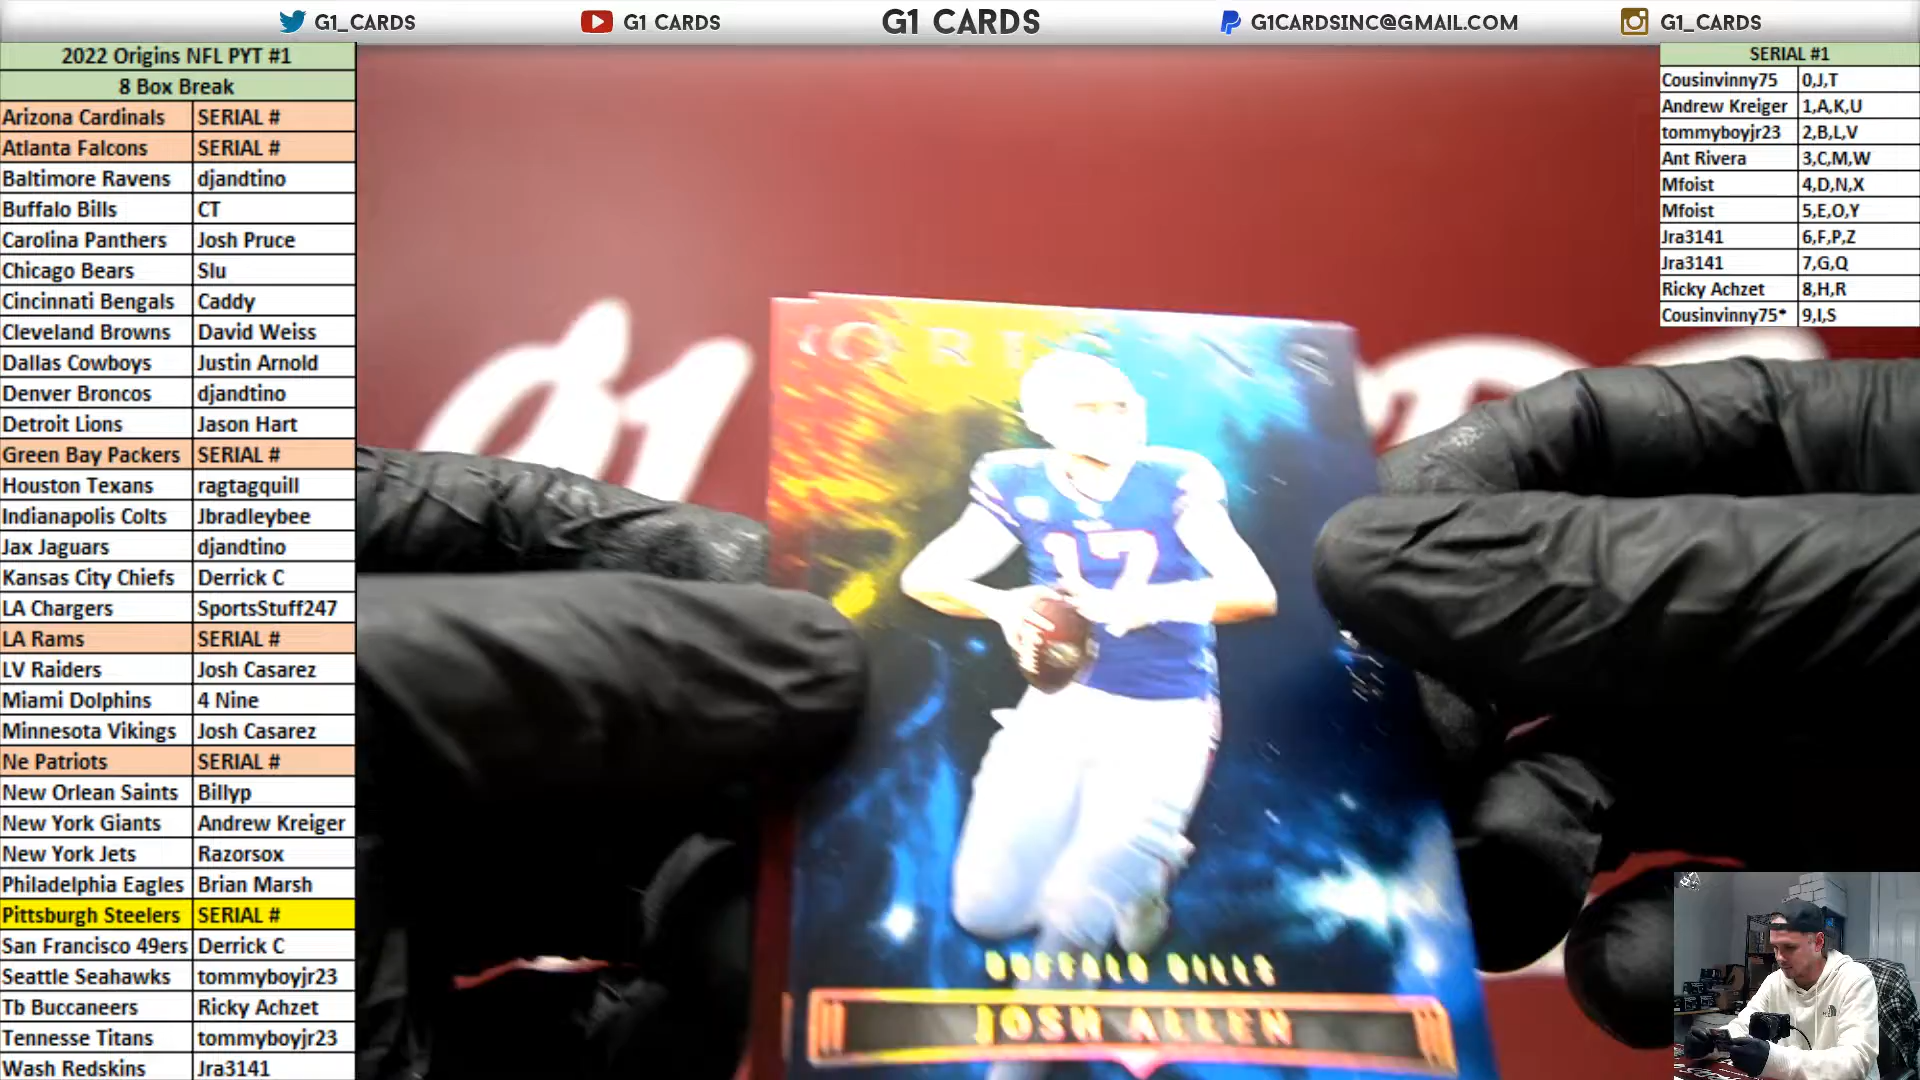 G1_CARDS G1 CARDS G1 CARDS G1CARDSINC@GMAIL.COM G1_CARDS
2022 Origins NFL PYT #1
8 Box Break
Arizona Cardinals SERIAL #
Atlanta Falcons SERIAL #
Baltimore Ravens djandtino
Buffalo Bills CT
Carolina Panthers Josh Pruce
Chicago Bears Slu
Cincinnati Bengals Caddy
Cleveland Browns David Weiss
Dallas Cowboys Justin Arnold
Denver Broncos djandtino
Detroit Lions Jason Hart
Green Bay Packers SERIAL #
Houston Texans ragtagquill
Indianapolis Colts Jbradleybee
Jax Jaguars djandtino
Kansas City Chiefs Derrick C
LA Chargers SportsStuff247
LA Rams SERIAL #
LV Raiders Josh Casarez
Miami Dolphins 4 Nine
Minnesota Vikings Josh Casarez
Ne Patriots SERIAL #
New Orlean Saints Billyp
New York Giants Andrew Kreiger
New York Jets Razorsox
Philadelphia Eagles Brian Marsh
Pittsburgh Steelers SERIAL #
San Francisco 49ers Derrick C
Seattle Seahawks tommyboyjr23
Tb Buccaneers Ricky Achzet
Tennesse Titans tommyboyjr23
Wash Redskins Jra3141
SERIAL #1
Cousinvinny75 0,J,T
Andrew Kreiger 1,A,K,U
tommyboyjr23 2,B,L,V
Ant Rivera 3,C,M,W
Mfoist 4,D,N,X
Mfoist 5,E,O,Y
Jra3141 6,F,P,Z
Jra3141 7,G,Q
Ricky Achzet 8,H,R
Cousinvinny75* 9,I,S
G1
ORIGINS
17
BUFFALO BILLS
JOSH ALLEN